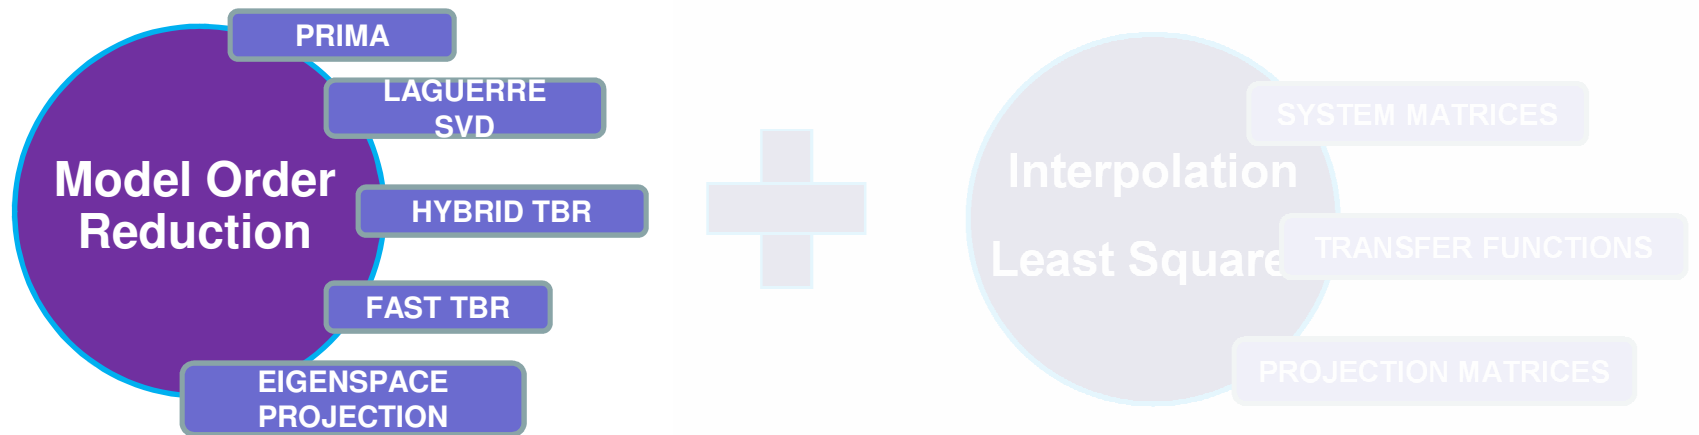 PRIMA
LAGUERRE
SVD
Model Order
Reduction
HYBRID TBR
FAST TBR
EIGENSPACE
PROJECTION
Interpolation
Least Square
SYSTEM MATRICES
TRANSFER FUNCTIONS
PROJECTION MATRICES